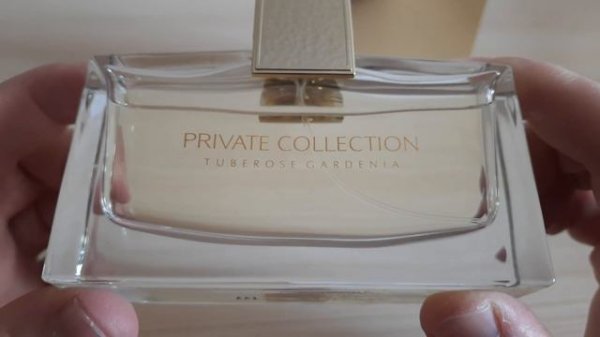 PRIVATE COLLECTION
TUBEROSE GARDENIA